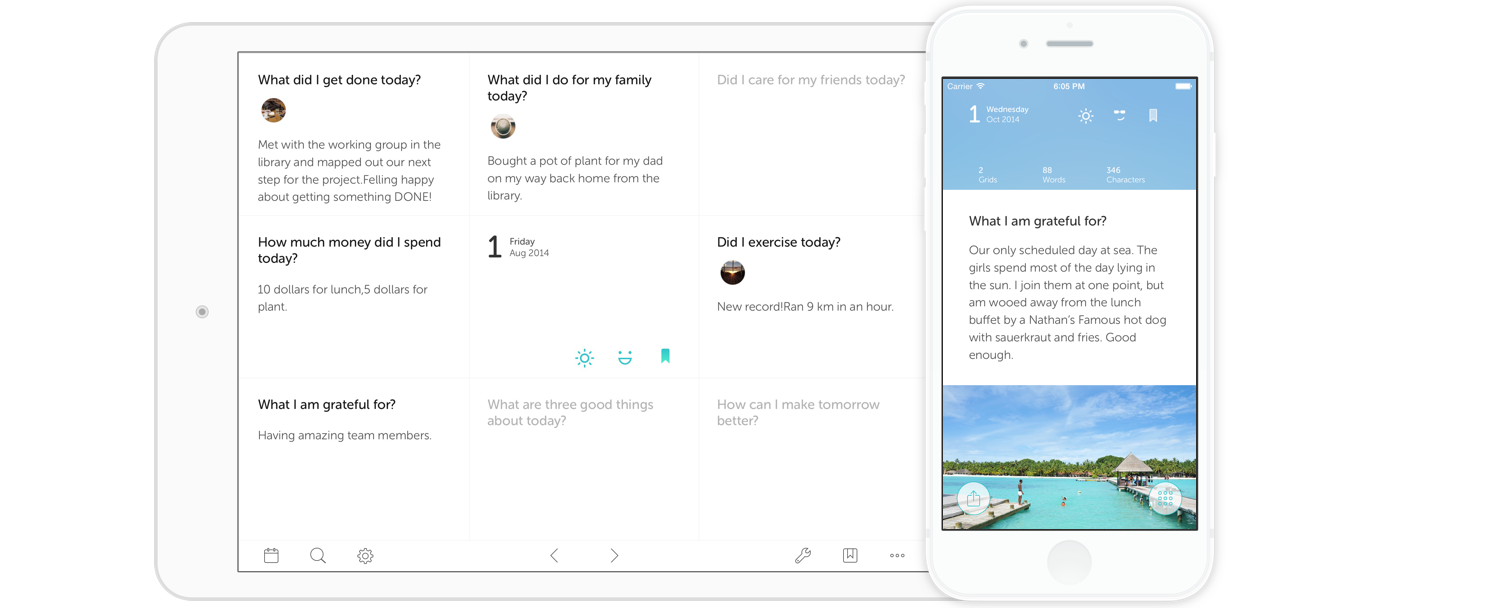 What did I get done today?
Met with the working group in the
library and mapped out our next
step for the project.Felling happy
about getting something DONE!
What did I do for my family
today?
Bought a pot of plant for my dad
on my way back home from the
library.
Did I care for my friends today?
How much money did I spend
today?
10 dollars for lunch,5 dollars for
plant.
1
Friday
Aug 2014
Did I exercise today?
New record!Ran 9 km in an hour.
What I am grateful for?
Having amazing team members.
What are three good things
about today?
How can I make tomorrow
better?
Carrier 6:05 PM
1
Wednesday
Oct 2014
2 88 346
Grids Words Characters
What I am grateful for?
Our only scheduled day at sea. The
girls spend most of the day lying in
the sun. I join them at one point, but
am wooed away from the lunch
buffet by a Nathan's Famous hot dog
with sauerkraut and fries. Good
enough.